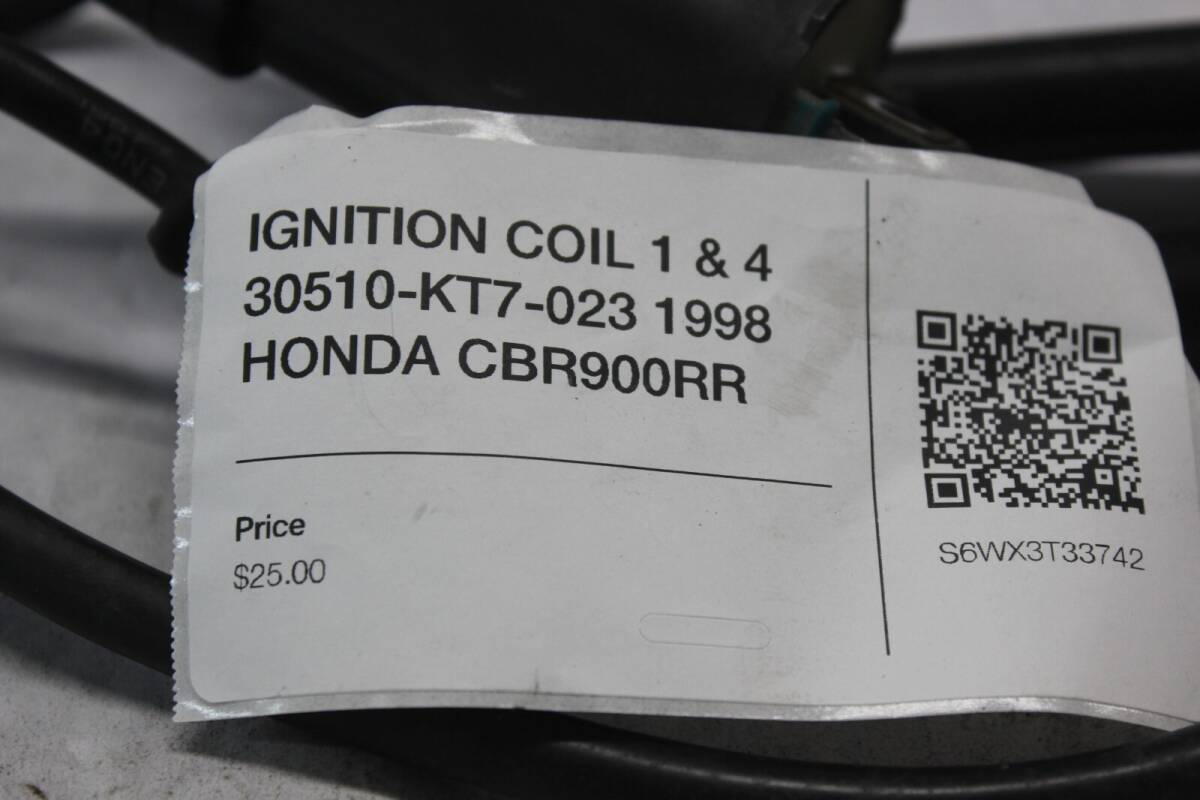 IGNITION COIL 1 & 4
30510-KT7-023 1998
HONDA CBR900RR
Price
$25.00
S6WX3T33742